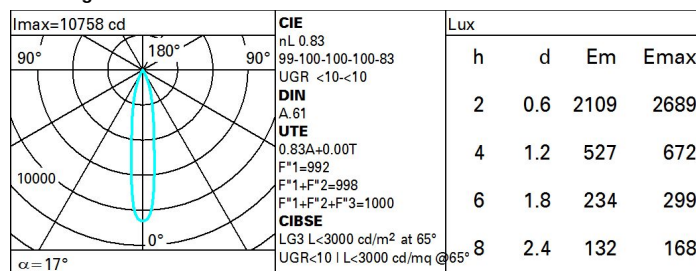 Imax=10758 cd
90°
180°
90°
10000
0°
α=17°
CIE
nL 0.83
99-100-100-100-83
UGR <10-<10
DIN
A.61
UTE
0.83A+0.00T
F"1=992
F"1+F"2=998
F"1+F"2+F"3=1000
CIBSE
LG3 L<3000 cd/m² at 65°
UGR<10 | L<3000 cd/mq @65°
Lux
h d Em Emax
2 0.6 2109 2689
4 1.2 527 672
6 1.8 234 299
8 2.4 132 168